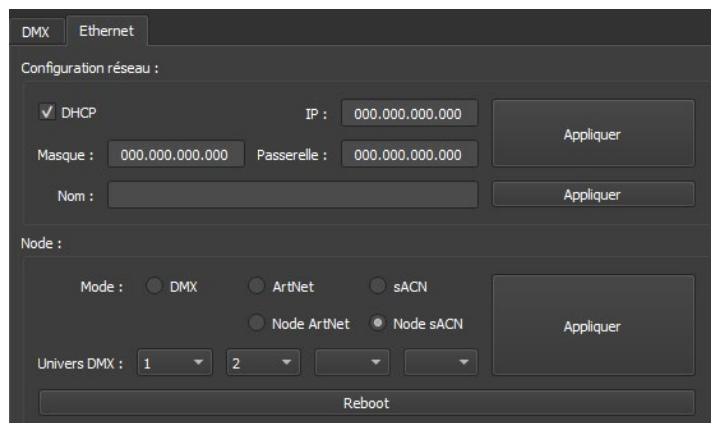 DMX Ethernet
Configuration réseau :
DHCP IP : 000.000.000.000 Appliquer
Masque : 000.000.000.000 Passerelle : 000.000.000.000
Nom : Appliquer
Node :
Mode : DMX ArtNet sACN
Node ArtNet Node sACN Appliquer
Univers DMX : 1 2
Reboot